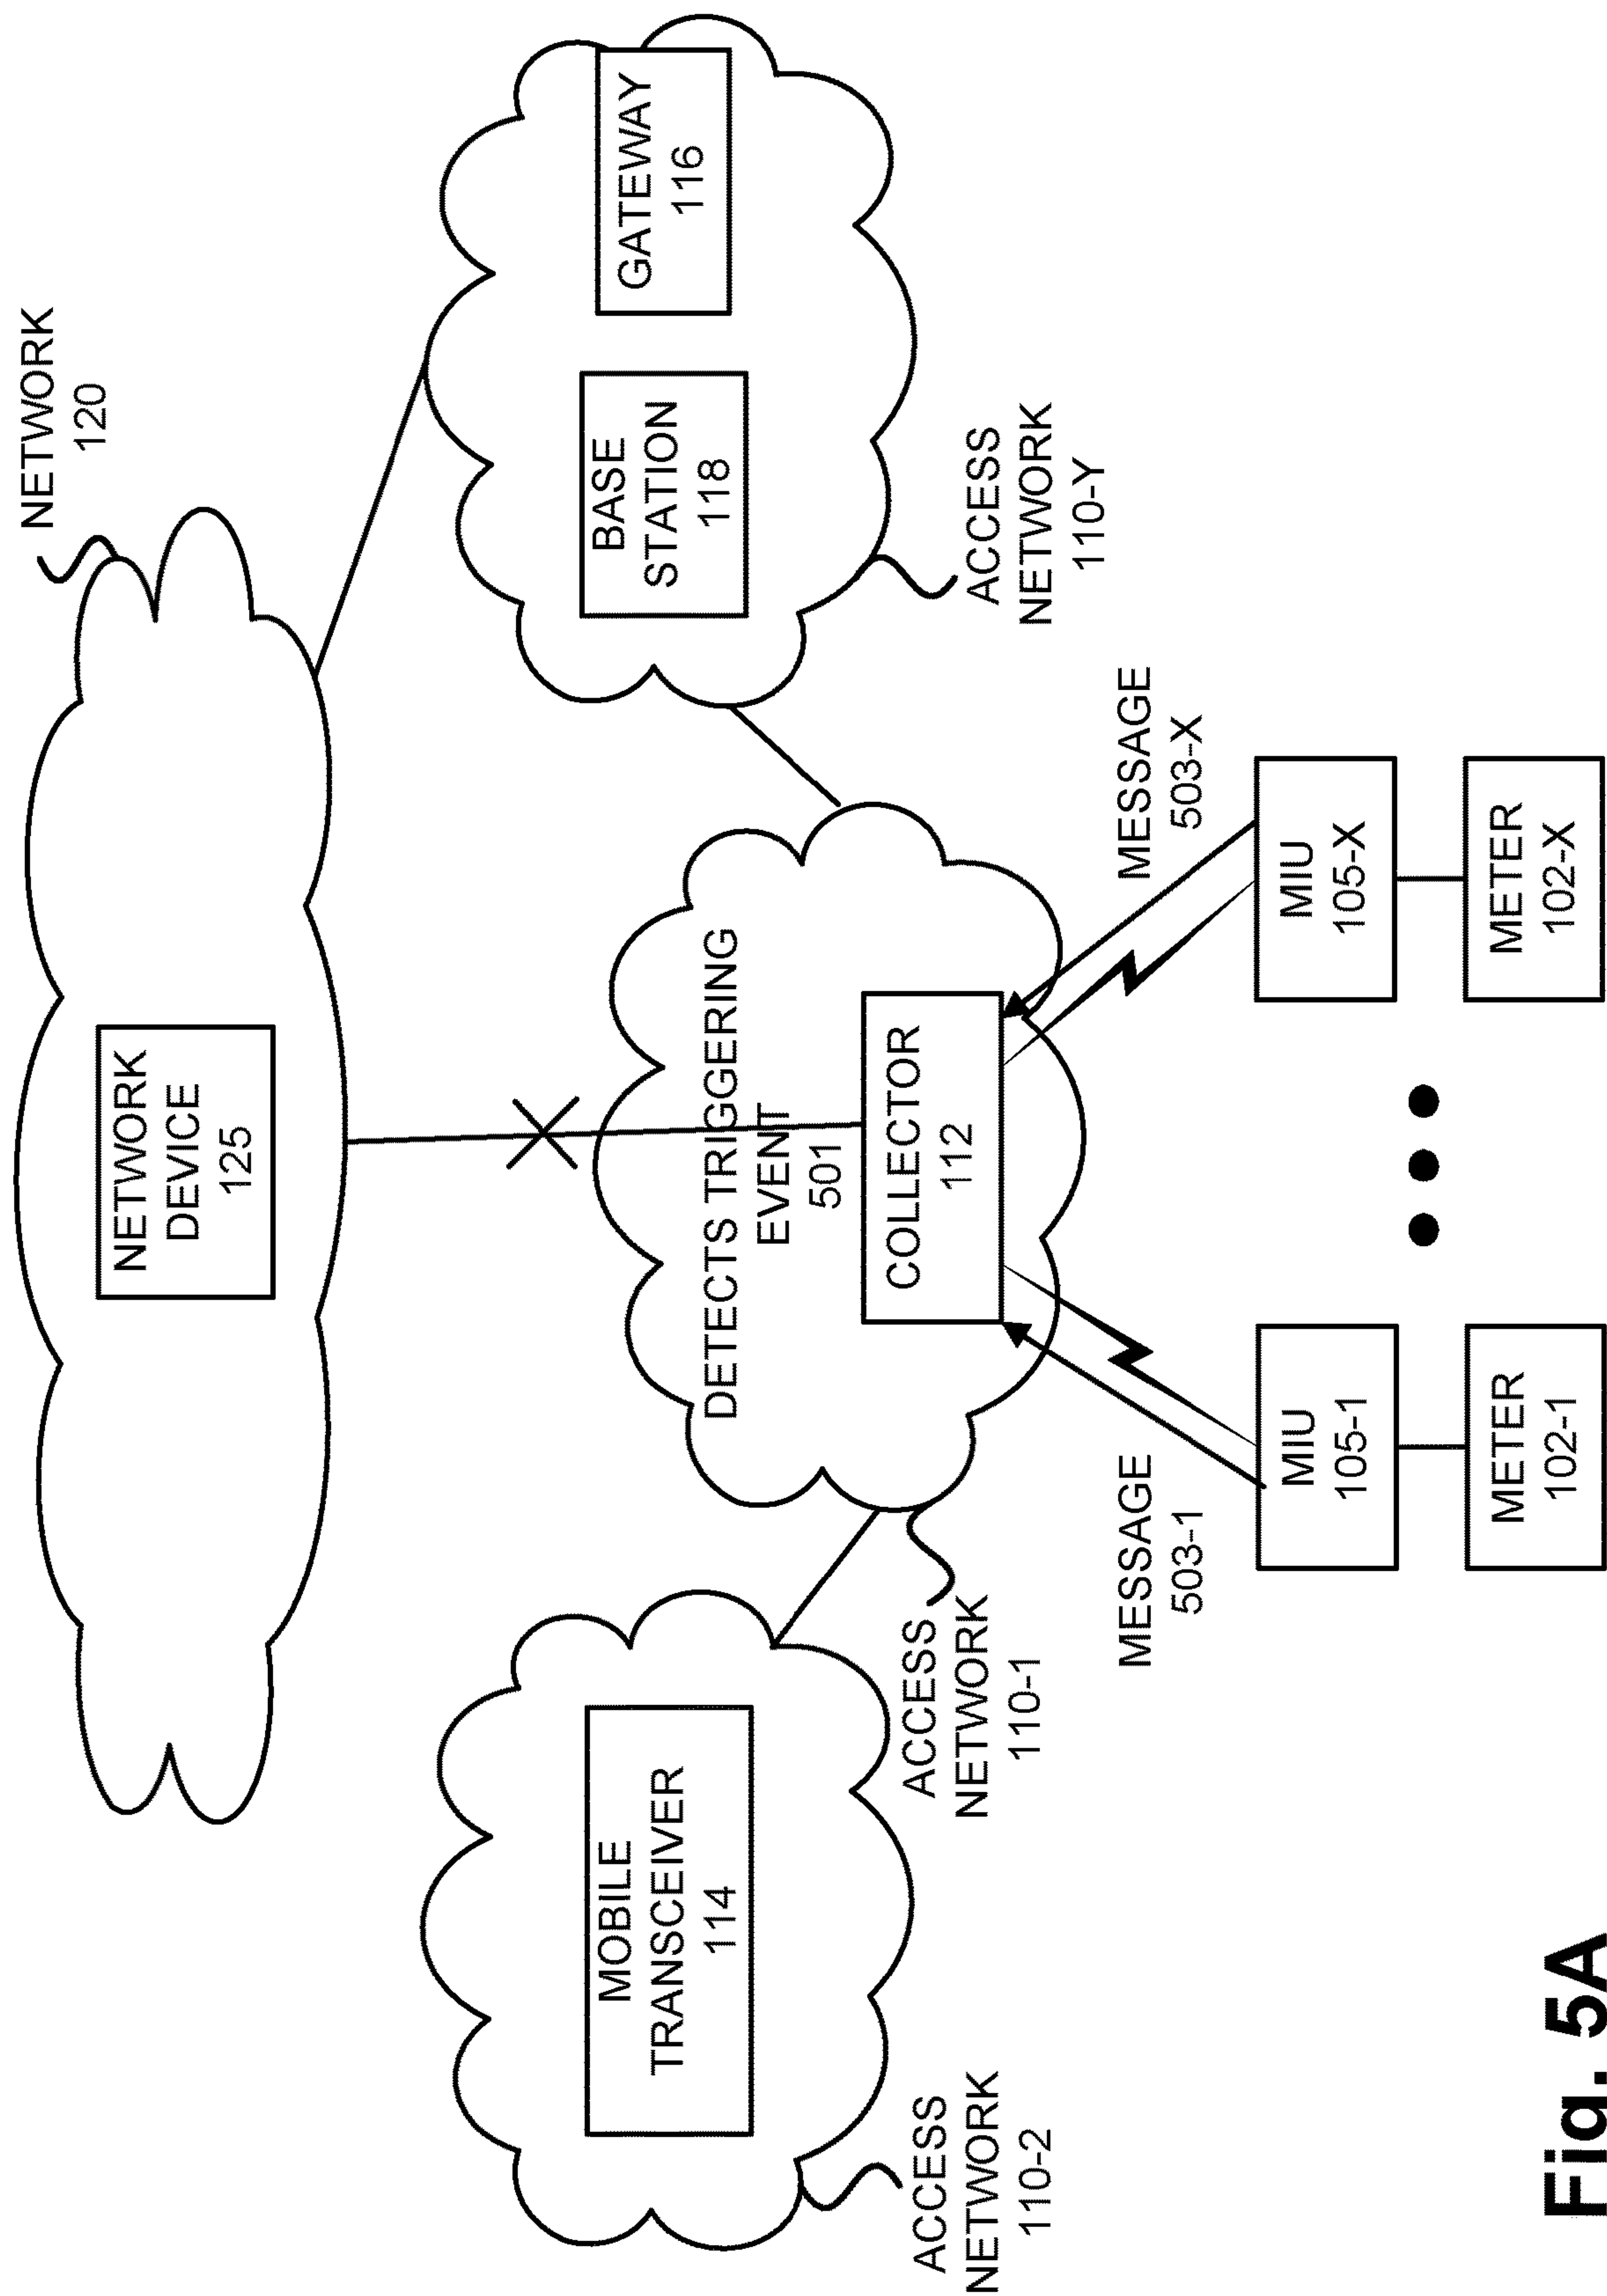 NETWORK
120
NETWORK
DEVICE
125
MOBILE
TRANSCEIVER
114
ACCESS
NETWORK
110-2
DETECTS TRIGGERING
EVENT
501
COLLECTOR
112
ACCESS
NETWORK
110-1
BASE
STATION
118
GATEWAY
116
ACCESS
NETWORK
110-Y
MESSAGE
503-1
MESSAGE
503-X
MIU
105-1
MIU
105-X
METER
102-1
METER
102-X
Fig. 5A